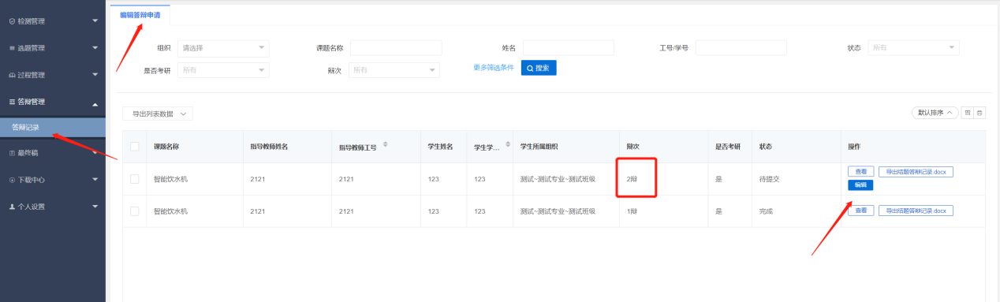 检测管理
选题管理
过程管理
答辩管理
答辩记录
最终稿
下载中心
个人设置
编辑答辩申请
组织 请选择 课题名称 姓名 工号/学号 状态 所有
是否考研 所有 辩次 所有 更多筛选条件 搜索
导出列表数据 默认排序
课题名称 指导教师姓名 指导教师工号 学生姓名 学生学... 学生所属组织 辩次 是否考研 状态 操作
智能饮水机 2121 2121 123 123 测试~测试专业~测试班级 2辩 是 待提交 查看 导出结题答辩记录.docx
编辑
智能饮水机 2121 2121 123 123 测试~测试专业~测试班级 1辩 是 完成 查看 导出结题答辩记录.docx